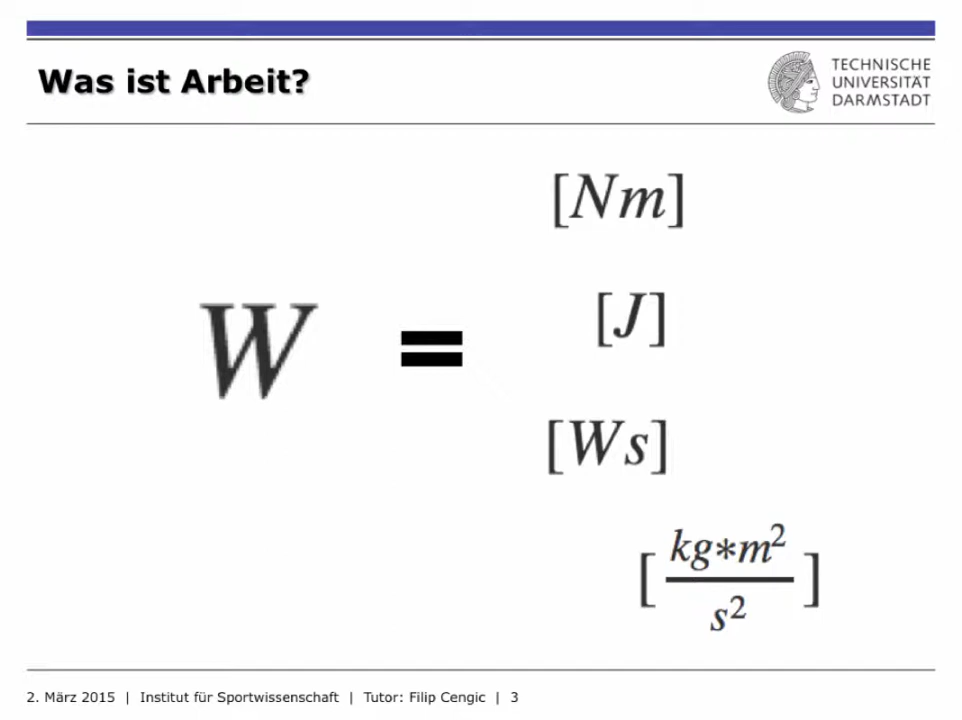 Was ist Arbeit?
TECHNISCHE
UNIVERSITÄT
DARMSTADT
[Nm]
W =
[J]
[Ws]
[kg*m²/s²]
2. März 2015 | Institut für Sportwissenschaft | Tutor: Filip Cengic | 3